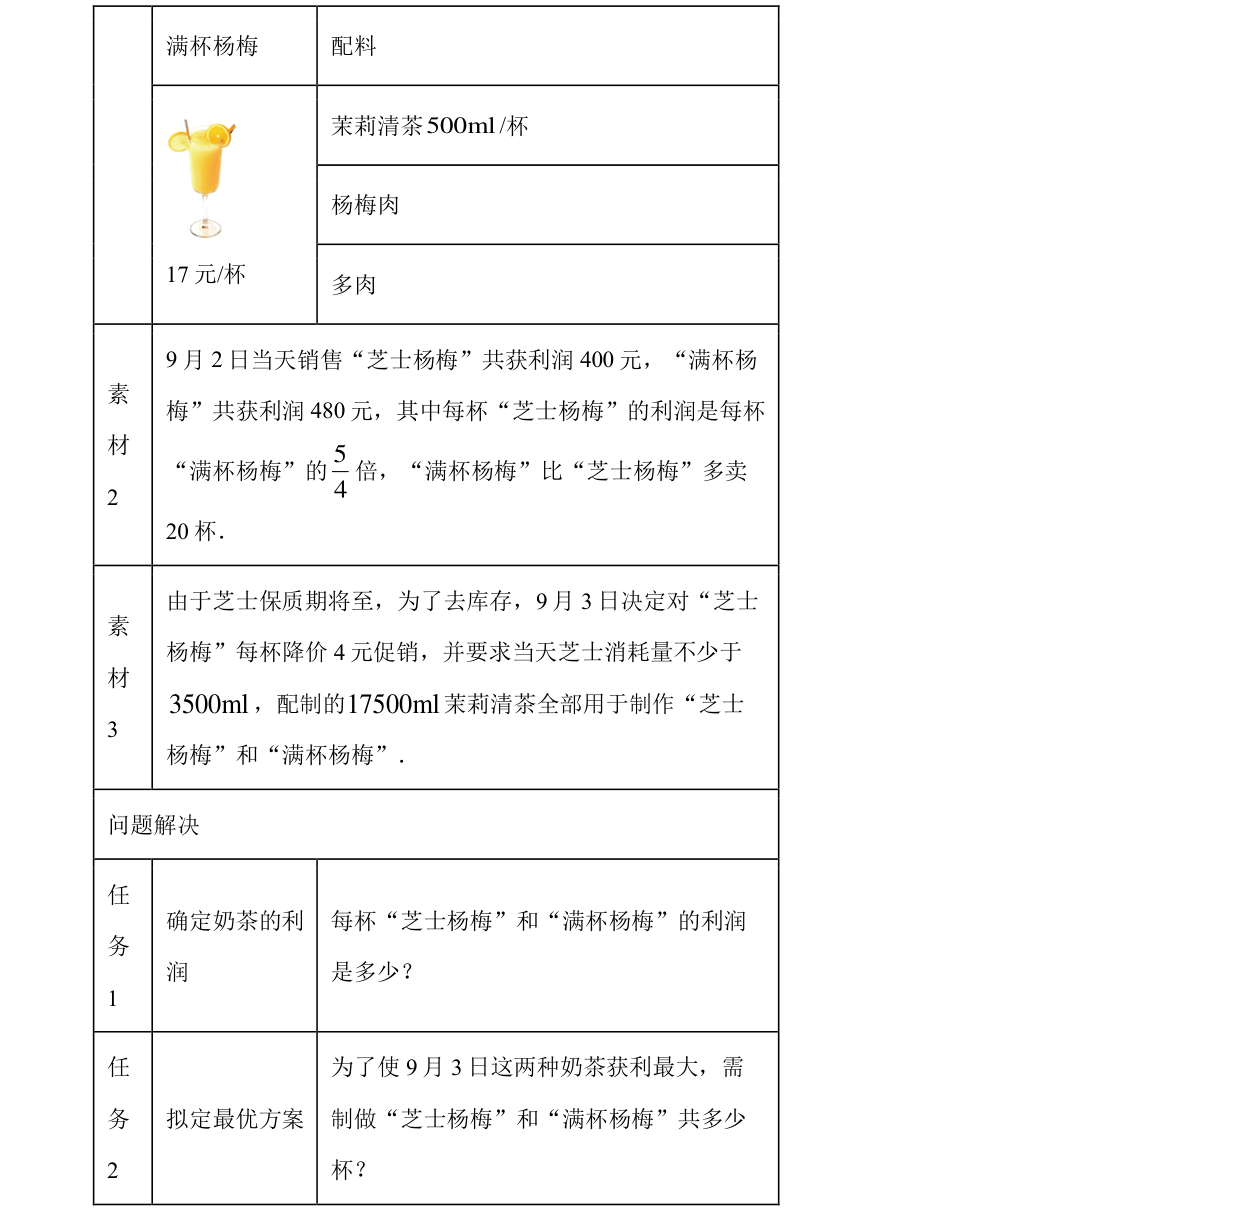 满杯杨梅
配料
茉莉清茶500ml/杯
杨梅肉
17 元/杯
多肉
素
材
2
9 月 2 日当天销售“芝士杨梅”共获利润 400 元，“满杯杨
梅”共获利润 480 元，其中每杯“芝士杨梅”的利润是每杯
“满杯杨梅”的5/4倍，“满杯杨梅”比“芝士杨梅”多卖
20 杯．
素
材
3
由于芝士保质期将至，为了去库存，9 月 3 日决定对“芝士
杨梅”每杯降价 4 元促销，并要求当天芝士消耗量不少于
3500ml，配制的17500ml茉莉清茶全部用于制作“芝士
杨梅”和“满杯杨梅”．
问题解决
任
务
1
确定奶茶的利
润
每杯“芝士杨梅”和“满杯杨梅”的利润
是多少？
任
务
2
拟定最优方案
为了使 9 月 3 日这两种奶茶获利最大，需
制做“芝士杨梅”和“满杯杨梅”共多少
杯？